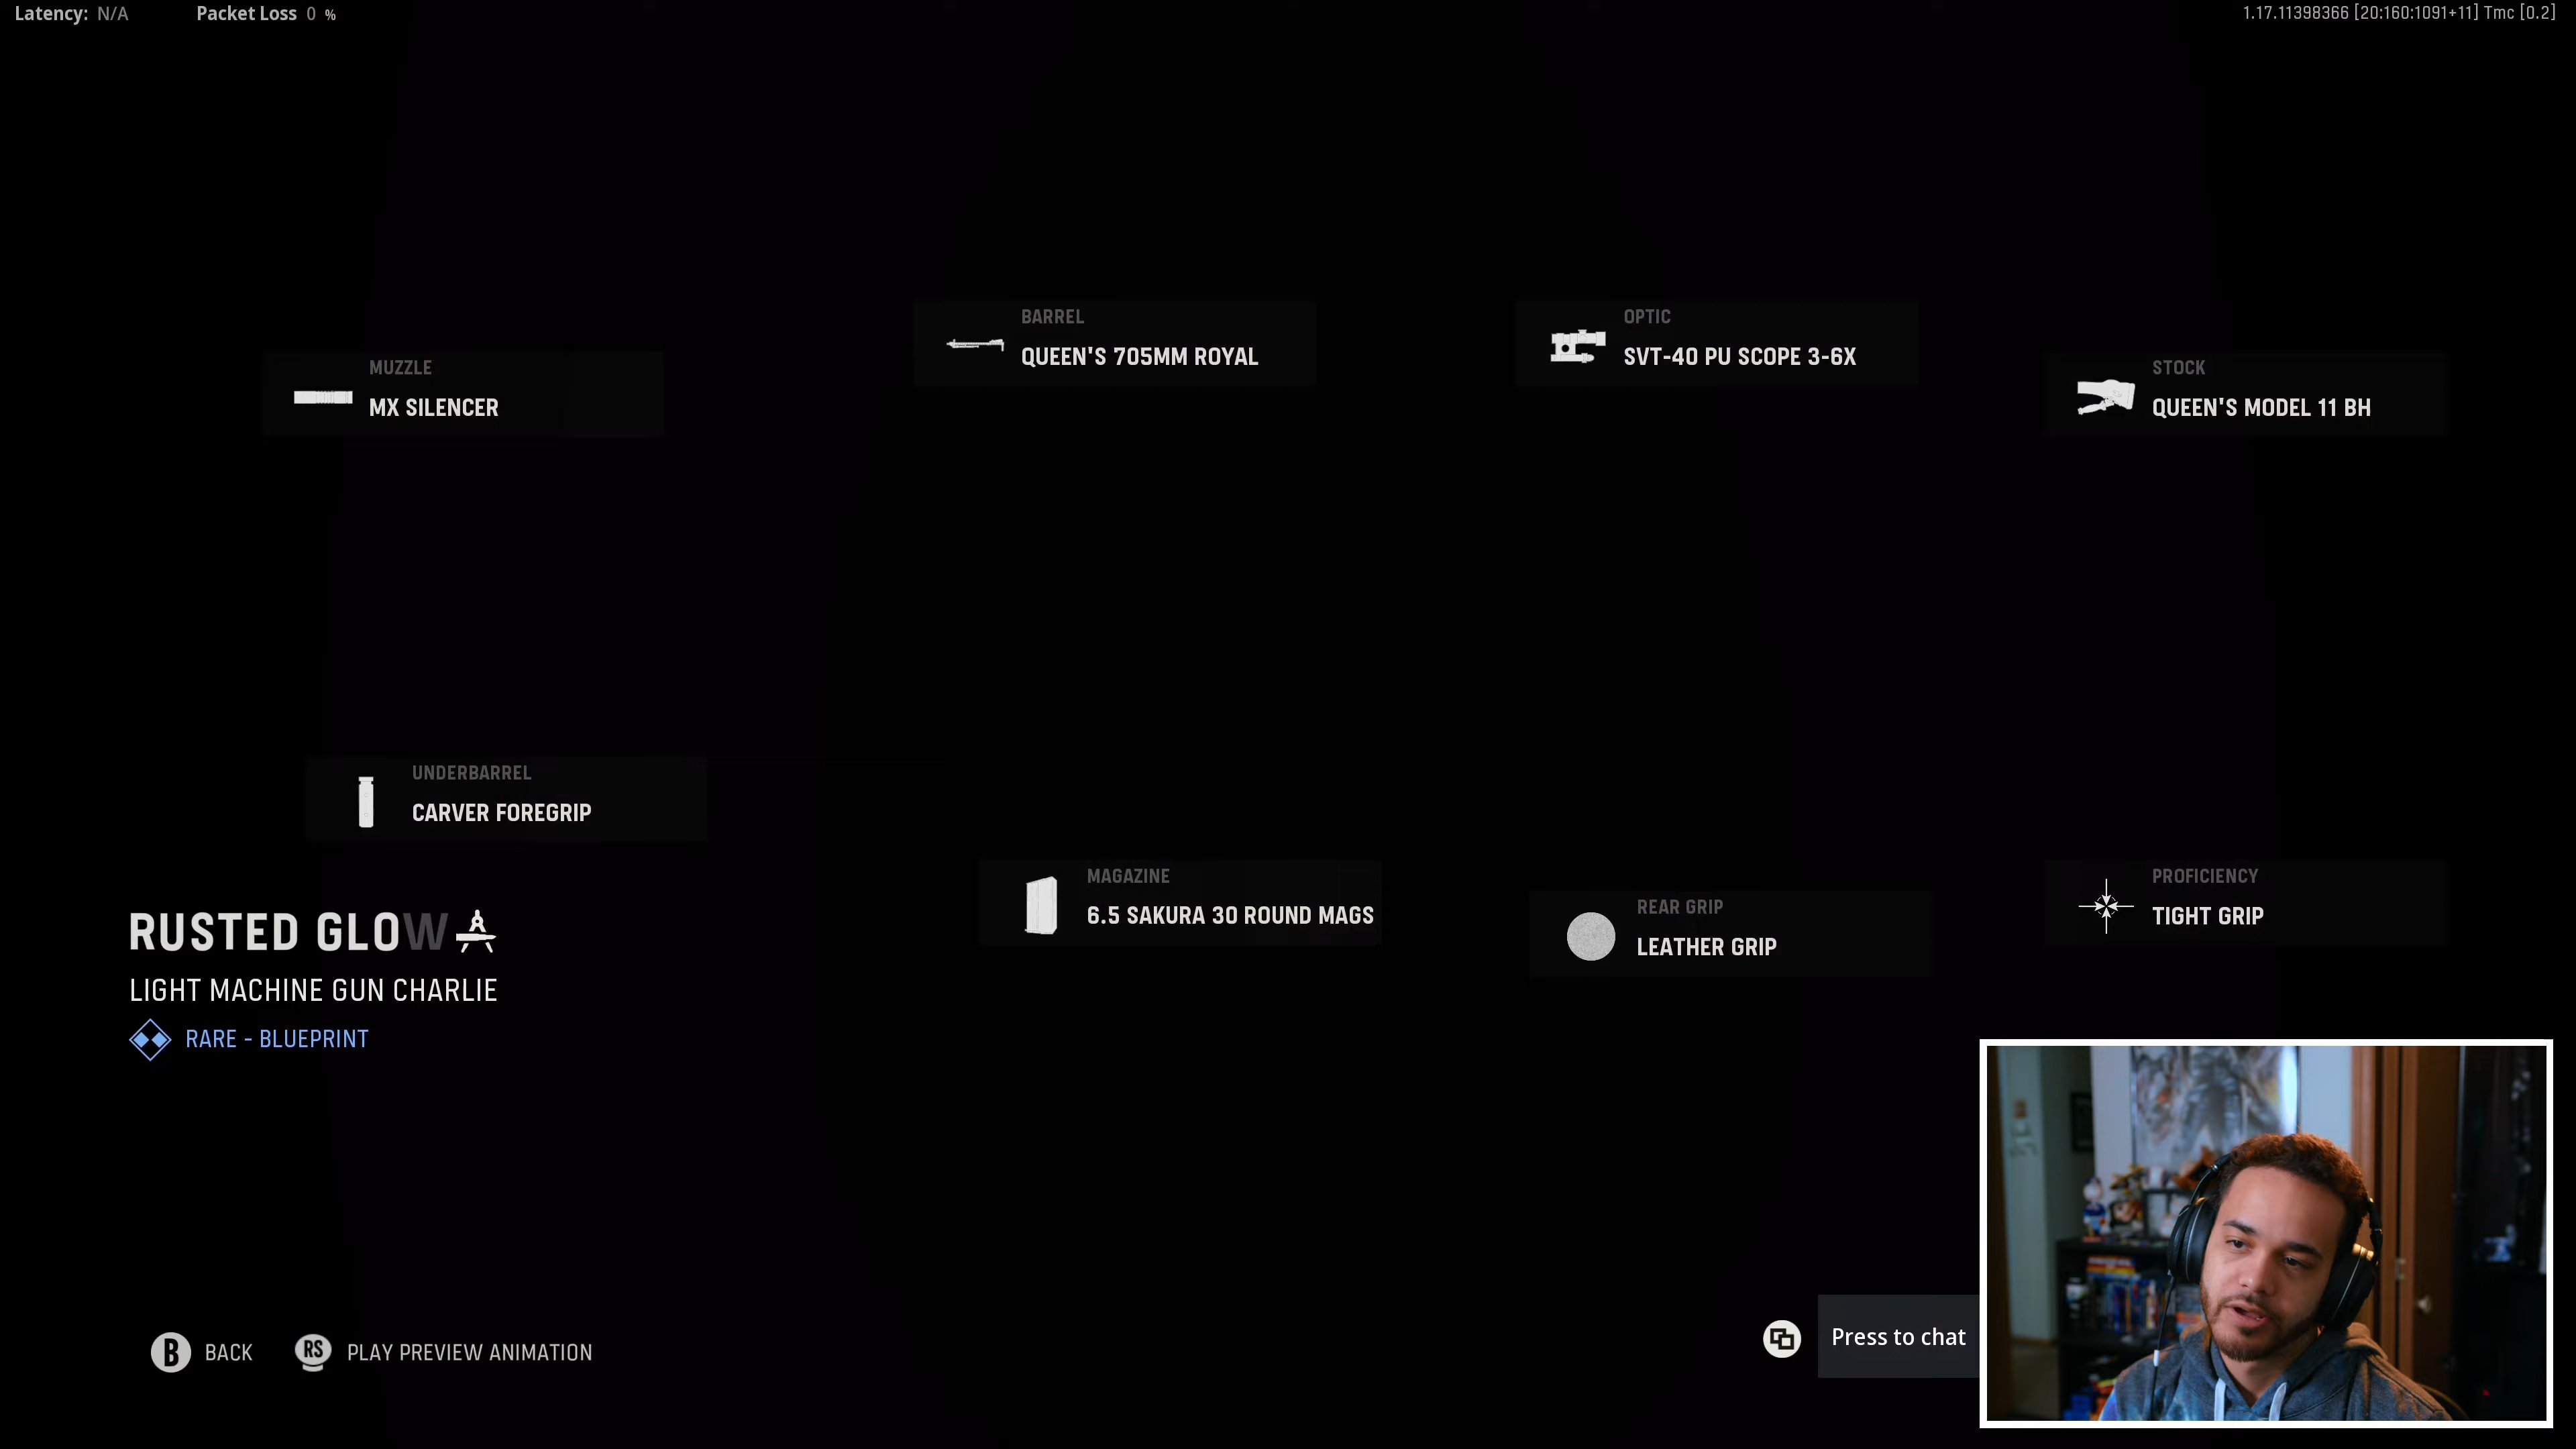 Latency: N/A Packet Loss 0 %
1.17.11398366 [20:160:1091+11] Tmc [0.2]
MUZZLE
MX SILENCER
BARREL
QUEEN'S 705MM ROYAL
OPTIC
SVT-40 PU SCOPE 3-6X
STOCK
QUEEN'S MODEL 11 BH
UNDERBARREL
CARVER FOREGRIP
MAGAZINE
6.5 SAKURA 30 ROUND MAGS
REAR GRIP
LEATHER GRIP
PROFICIENCY
TIGHT GRIP
RUSTED GLOW
LIGHT MACHINE GUN CHARLIE
RARE - BLUEPRINT
B BACK
RS PLAY PREVIEW ANIMATION
Press to chat